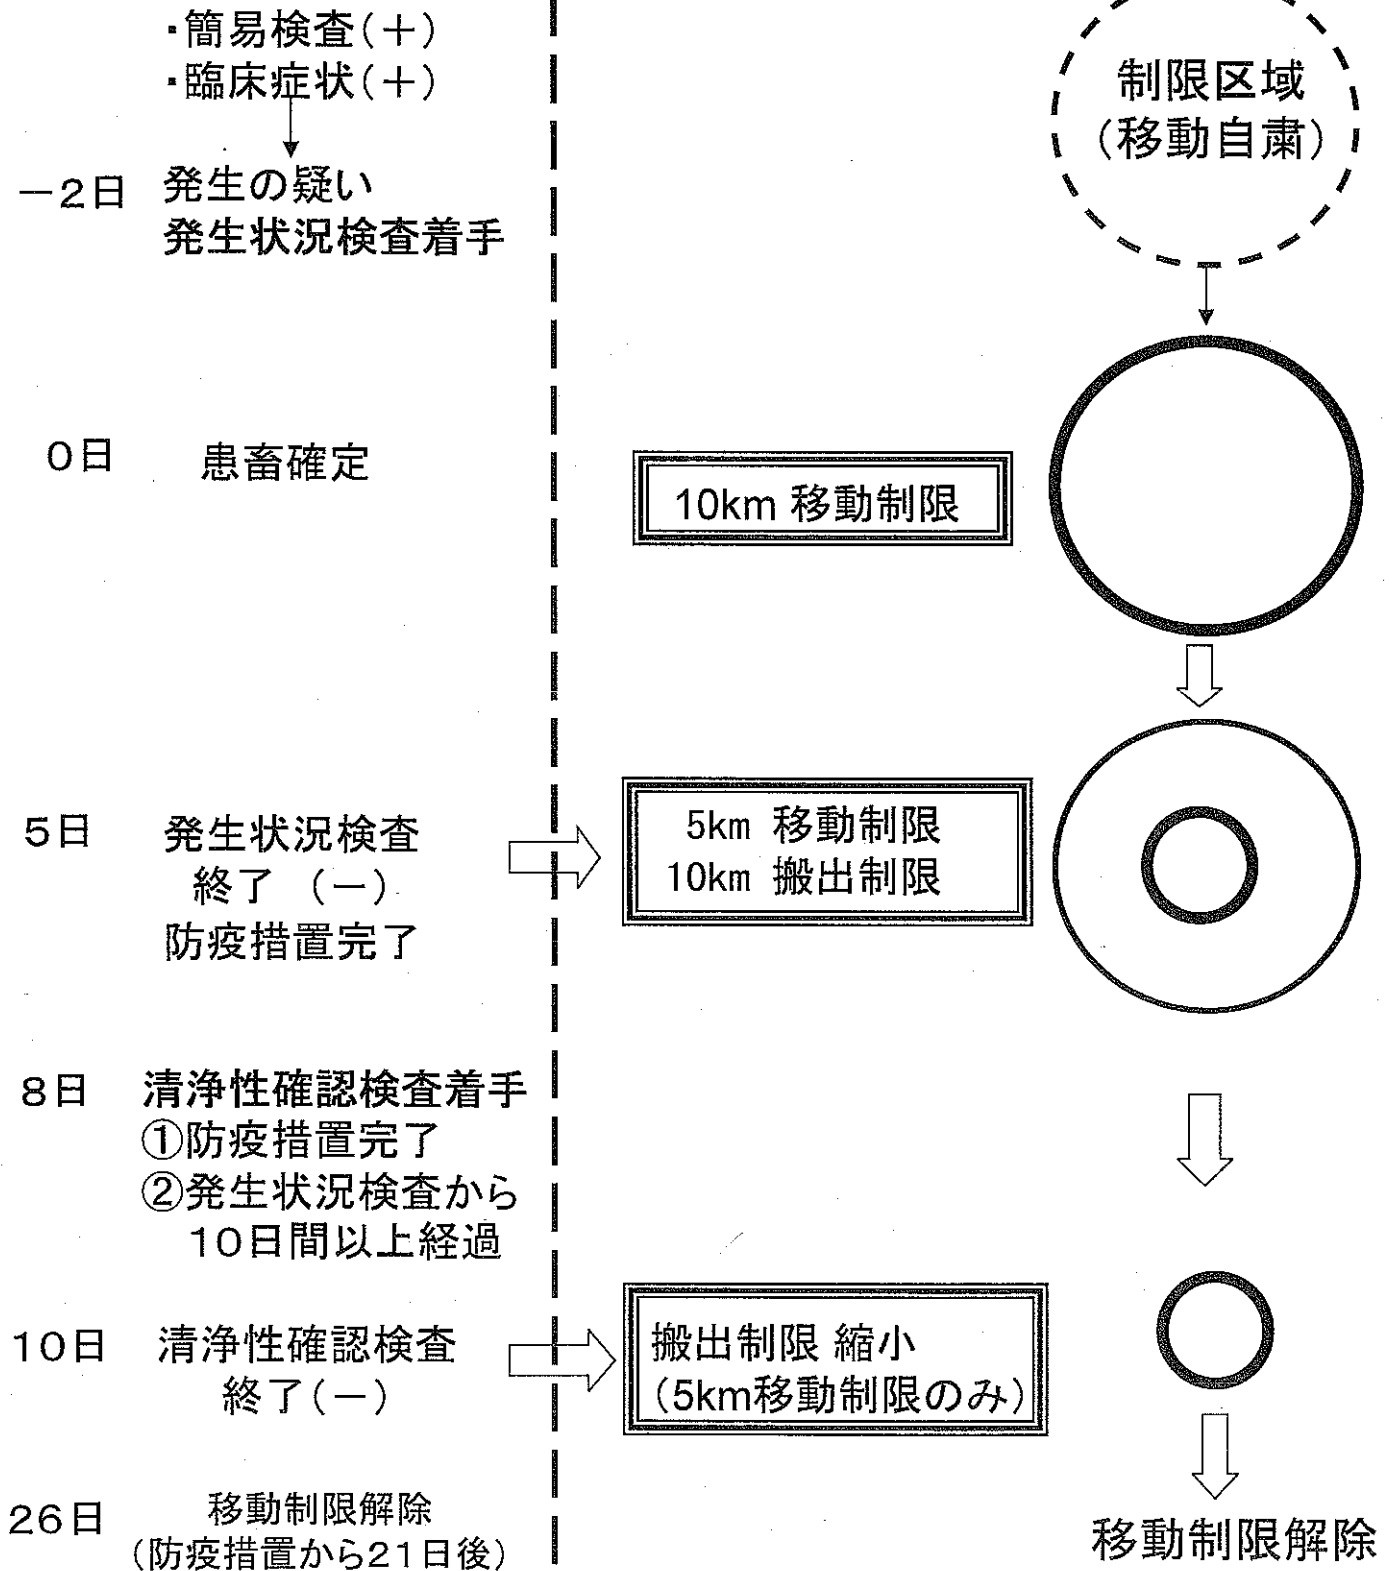 ・簡易検査(＋)
・臨床症状(＋)
制限区域
(移動自粛)
－2日 発生の疑い
発生状況検査着手
0日 患畜確定
10km 移動制限
5日 発生状況検査
終了 (－)
防疫措置完了
5km 移動制限
10km 搬出制限
8日 清浄性確認検査着手
①防疫措置完了
②発生状況検査から
10日間以上経過
10日 清浄性確認検査
終了(－)
搬出制限 縮小
(5km移動制限のみ)
26日 移動制限解除
(防疫措置から21日後)
移動制限解除